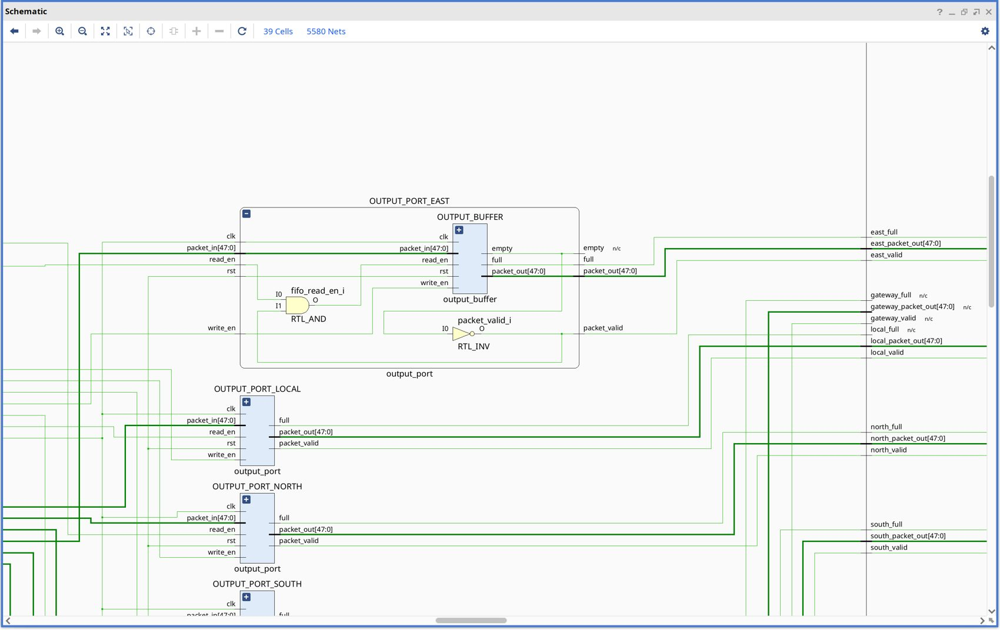 Schematic
39 Cells 5580 Nets
OUTPUT_PORT_EAST
OUTPUT_BUFFER
clk
packet_in[47:0]
read_en
rst
write_en
clk
packet_in[47:0]
read_en
rst
write_en
empty
full
packet_out[47:0]
output_buffer
fifo_read_en_i
I0
I1
O
RTL_AND
packet_valid_i
I0
O
RTL_INV
empty n/c
full
packet_out[47:0]
packet_valid
output_port
OUTPUT_PORT_LOCAL
clk
packet_in[47:0]
read_en
rst
write_en
full
packet_out[47:0]
packet_valid
output_port
OUTPUT_PORT_NORTH
clk
packet_in[47:0]
read_en
rst
write_en
full
packet_out[47:0]
packet_valid
output_port
OUTPUT_PORT_SOUTH
clk
packet_in[47:0]
full
east_full
east_packet_out[47:0]
east_valid
gateway_full n/c
gateway_packet_out[47:0] n/c
gateway_valid n/c
local_full n/c
local_packet_out[47:0]
local_valid
north_full
north_packet_out[47:0]
north_valid
south_full
south_packet_out[47:0]
south_valid